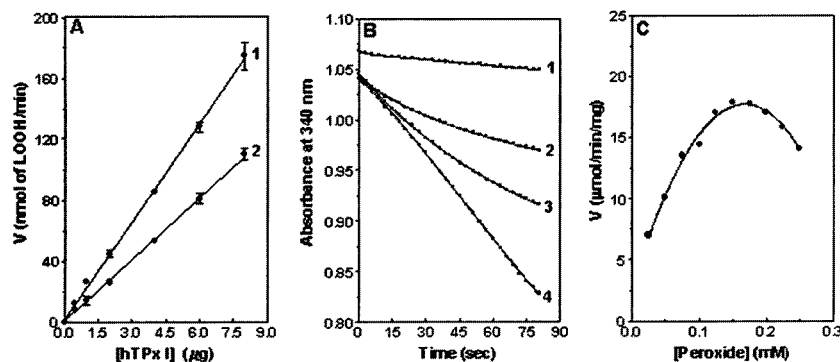 A
V (nmol of LOOH/min)
200
160
120
80
40
0
0.0 1.5 3.0 4.5 6.0 7.5 9.0
[hTPx I] (µg)
1
2
B
Absorbance at 340 nm
1.10
1.05
1.00
0.95
0.90
0.85
0.80
0 15 30 45 60 75 90
Time (sec)
1
2
3
4
C
V (µmol/min/mg)
25
20
15
10
5
0
0 0.1 0.2 0.3
[Peroxide] (mM)